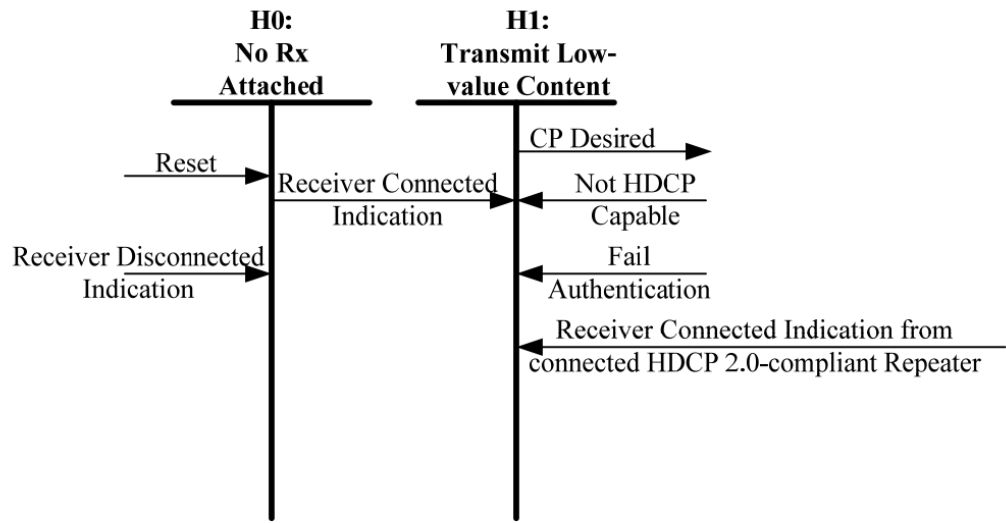 H0:
No Rx
Attached
H1:
Transmit Low-
value Content
CP Desired
Reset
Receiver Connected
Indication
Not HDCP
Capable
Receiver Disconnected
Indication
Fail
Authentication
Receiver Connected Indication from
connected HDCP 2.0-compliant Repeater